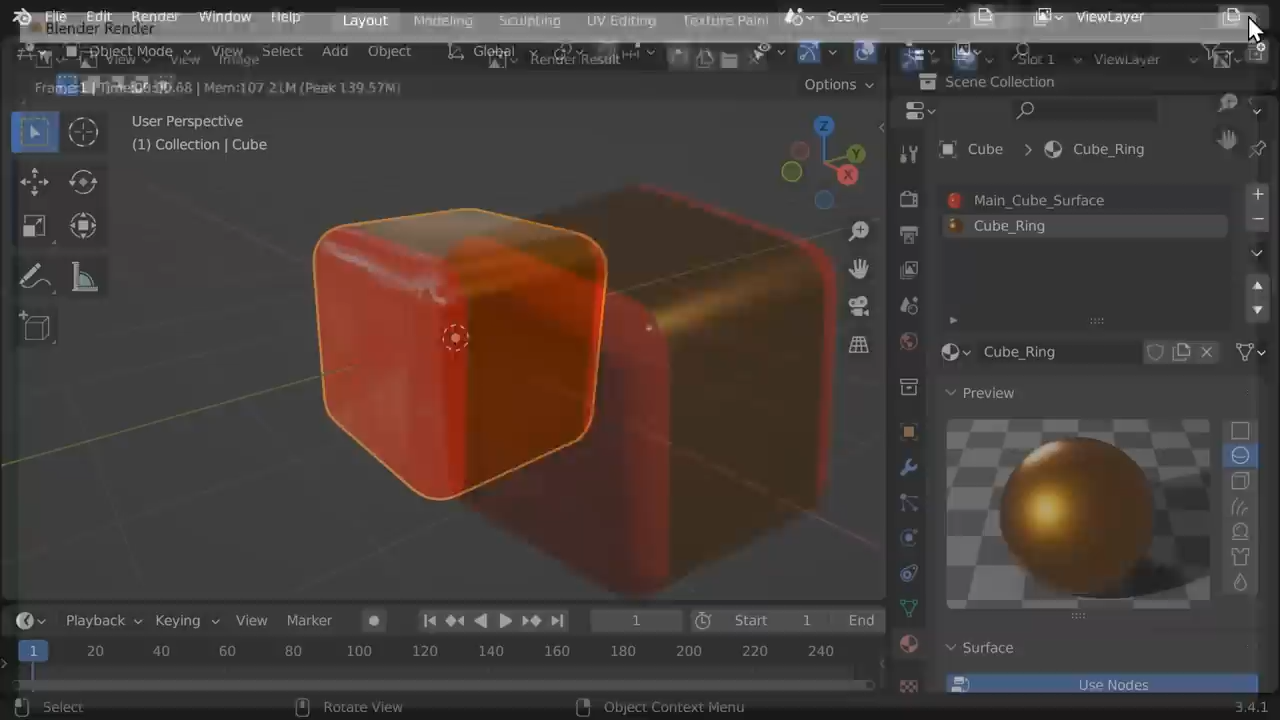 File Edit Render Window Help Layout Modeling Sculpting UV Editing Texture Paint Scene ViewLayer
Blender Render
Object Mode View Select Add Object Global
View View Image Render Result Slot 1 ViewLayer
Options
Scene Collection
User Perspective
(1) Collection | Cube
Z
Y
X
Cube > Cube_Ring
Main_Cube_Surface
Cube_Ring
Cube_Ring
Preview
Surface
Use Nodes
Playback Keying View Marker 1 Start 1 End
1 20 40 60 80 100 120 140 160 180 200 220 240
Select Rotate View Object Context Menu 3.4.1